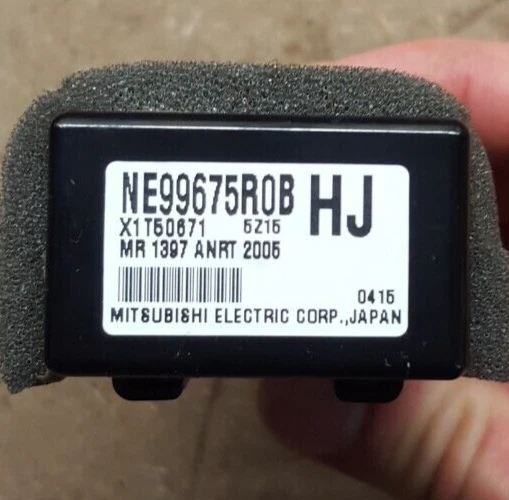 NE99675R0B HJ
X1T50671 5Z15
MR 1397 ANRT 2005
0415
MITSUBISHI ELECTRIC CORP.,JAPAN